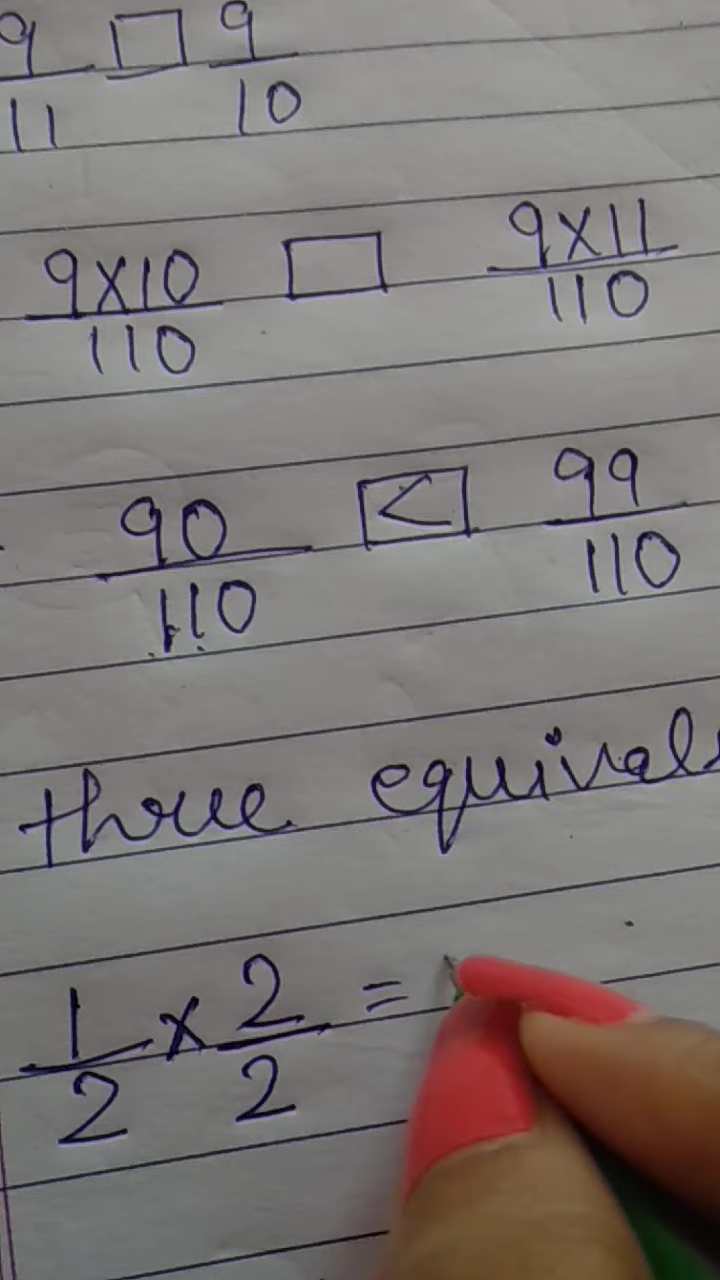 9/11 □ 9/10
9×10/110 □ 9×11/110
90/110 < 99/110
three
1/2 × 2/2 =